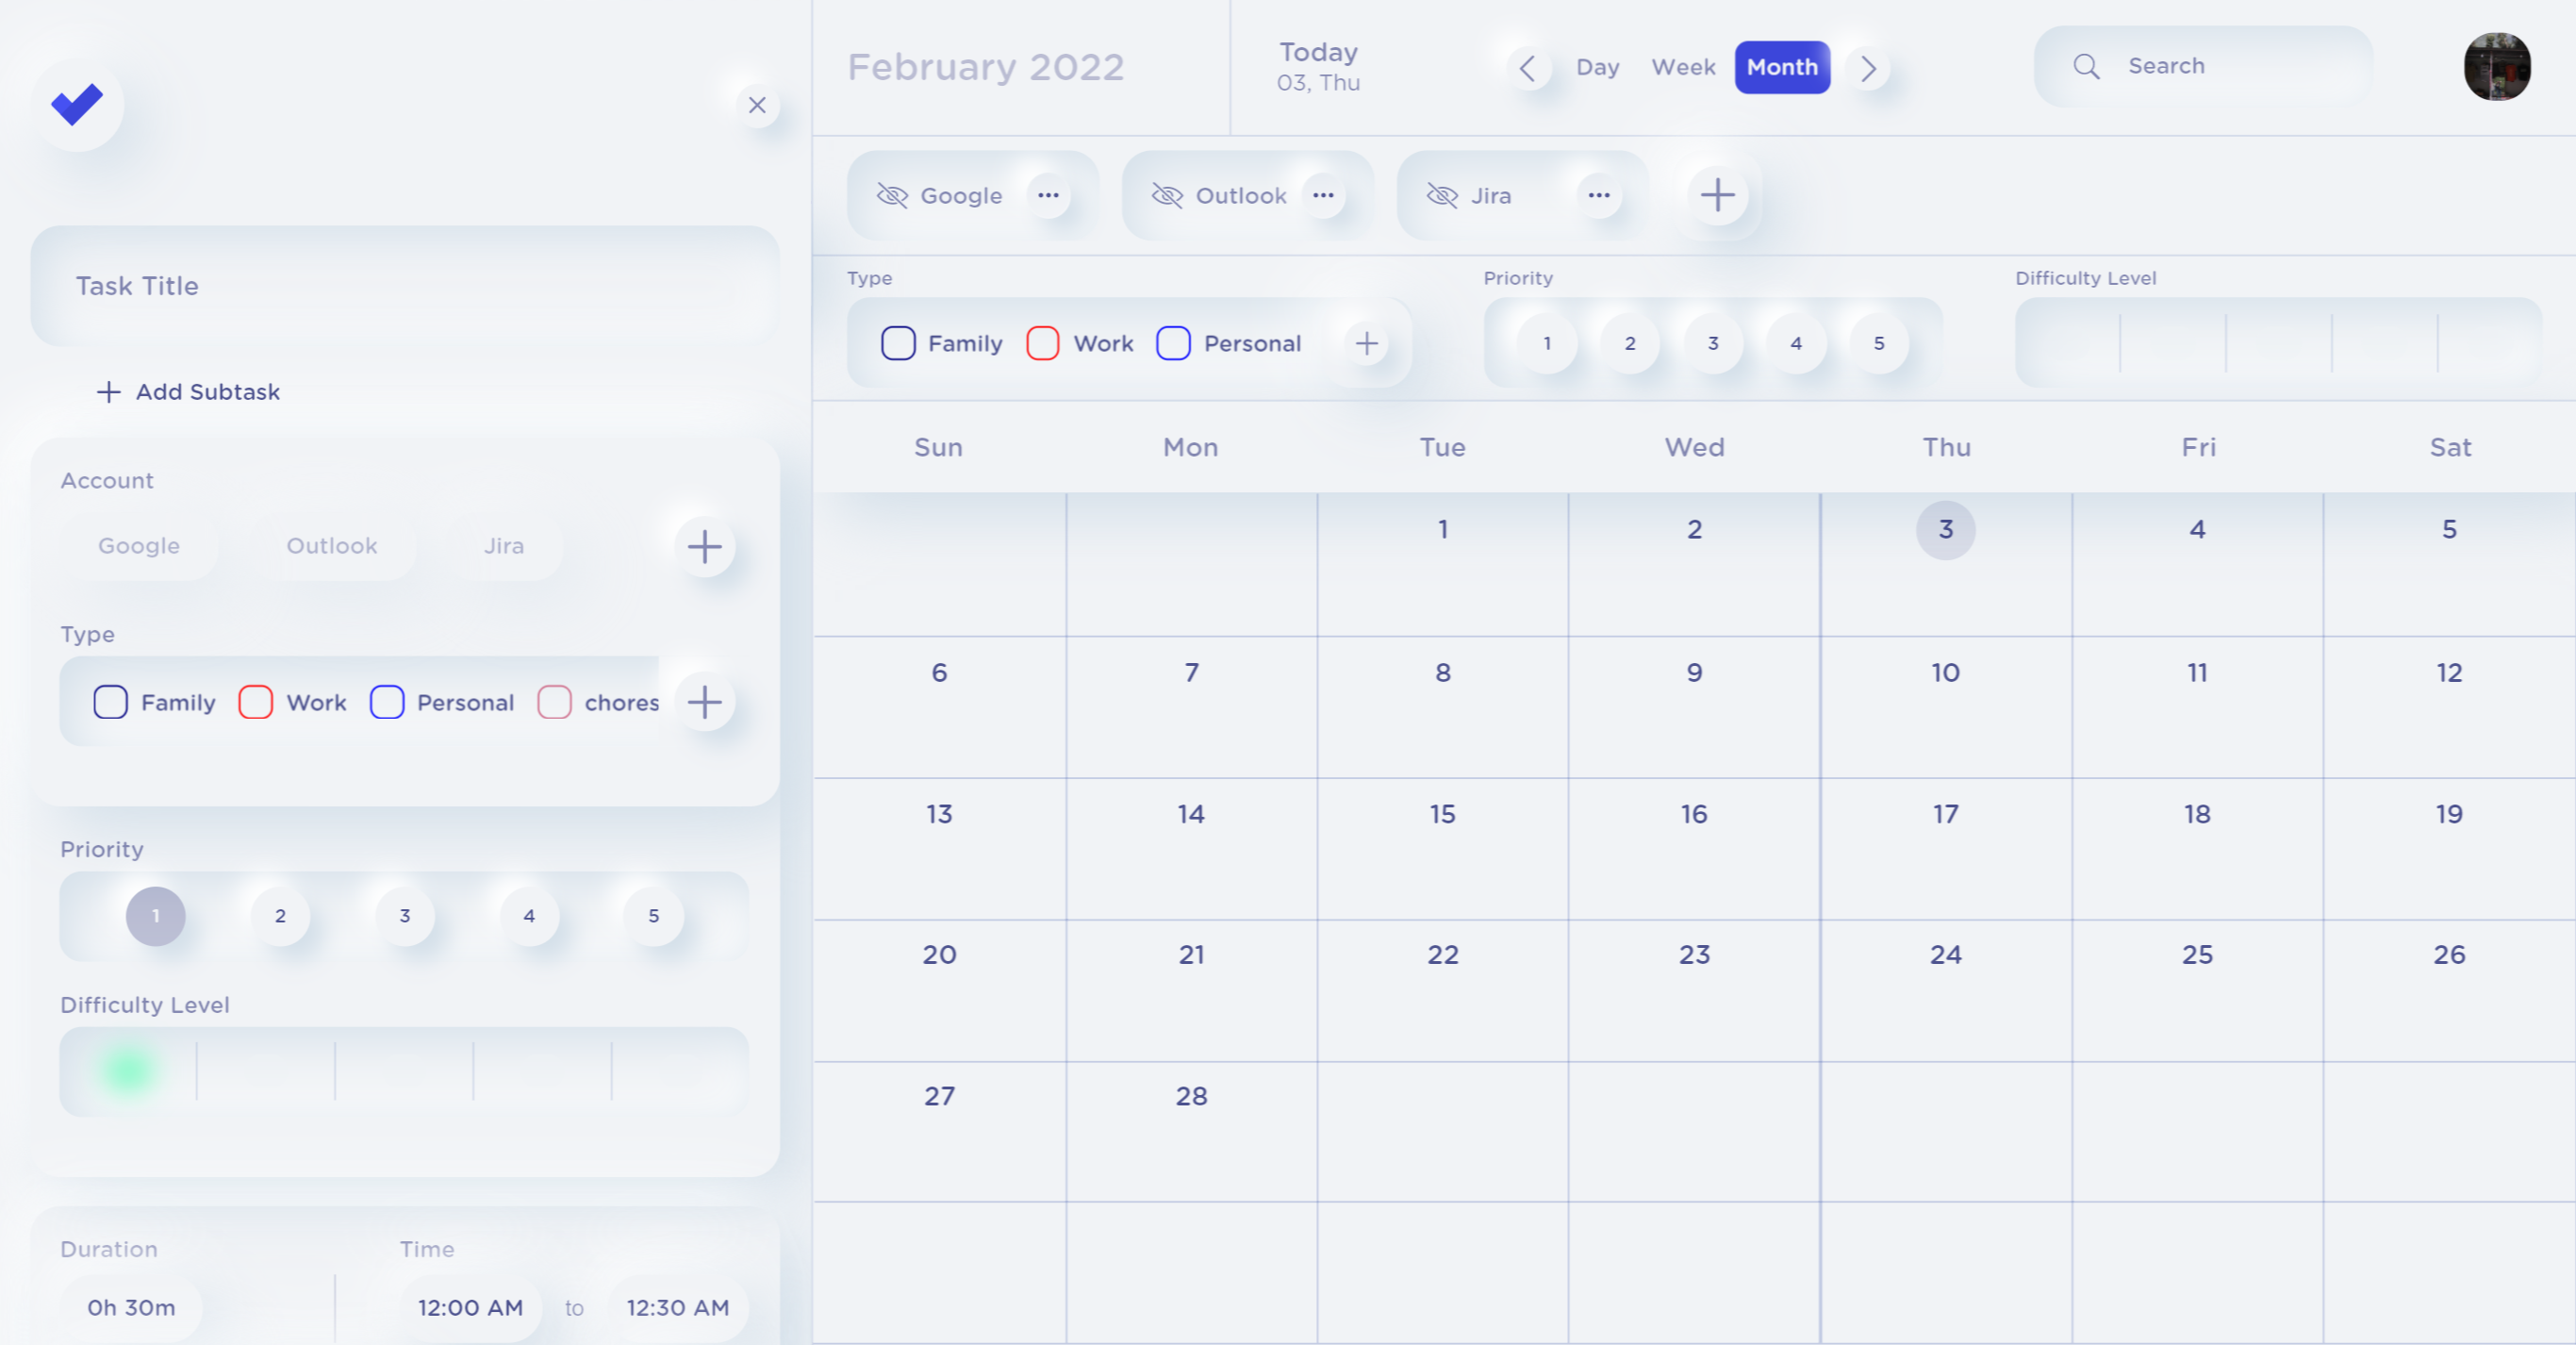 February 2022
Today
03, Thu
Day Week Month
Search
Google
Outlook
Jira
Type
Family Work Personal
Priority
1 2 3 4 5
Difficulty Level
Task Title
Add Subtask
Account
Google Outlook Jira
Type
Family Work Personal chores
Priority
1 2 3 4 5
Difficulty Level
Duration
0h 30m
Time
12:00 AM to 12:30 AM
Sun Mon Tue Wed Thu Fri Sat
1 2 3 4 5
6 7 8 9 10 11 12
13 14 15 16 17 18 19
20 21 22 23 24 25 26
27 28